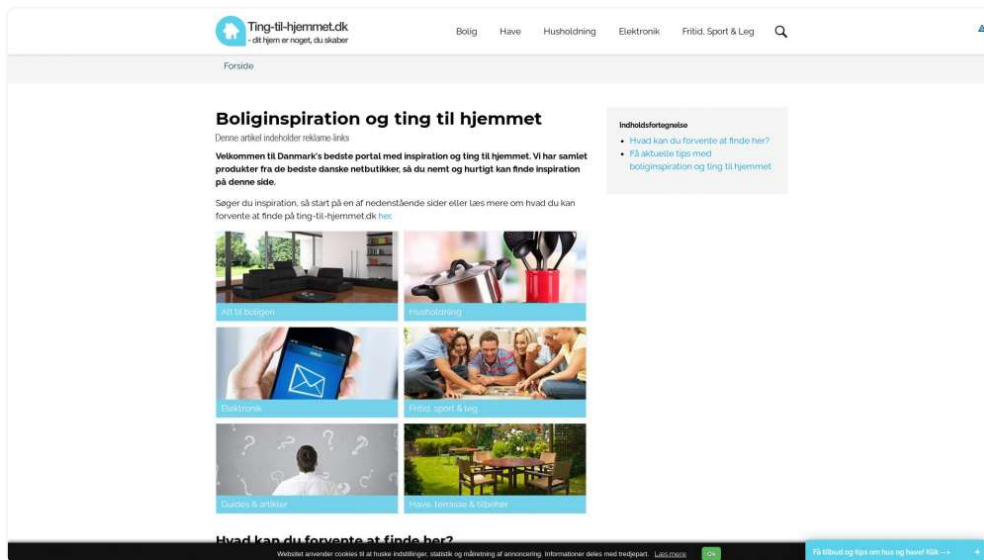 Ting-til-hjemmet.dk
- dit hjem er noget, du skaber
Bolig Have Husholdning Elektronik Fritid, Sport & Leg
Forside
Boliginspiration og ting til hjemmet
Denne artikel indeholder reklame-links
Velkommen til Danmark's bedste portal med inspiration og ting til hjemmet. Vi har samlet
produkter fra de bedste danske netbutikker, så du nemt og hurtigt kan finde inspiration
på denne side.
Søger du inspiration, så start på en af nedenstående sider eller læs mere om hvad du kan
forvente at finde på ting-til-hjemmet.dk her.
Indholdsfortegnelse
Hvad kan du forvente at finde her?
Få aktuelle tips med
boliginspiration og ting til hjemmet
Alt til boligen
Husholdning
Elektronik
Fritid, sport & leg
Guides & artikler
Have, terrasse & tilbehør
Hvad kan du forvente at finde her?
Websitet anvender cookies til at huske indstillinger, statistik og målretning af annoncering. Informationer deles med tredjepart. Læs mere Ok
Få tilbud og tips om hus og have! Klik --> +